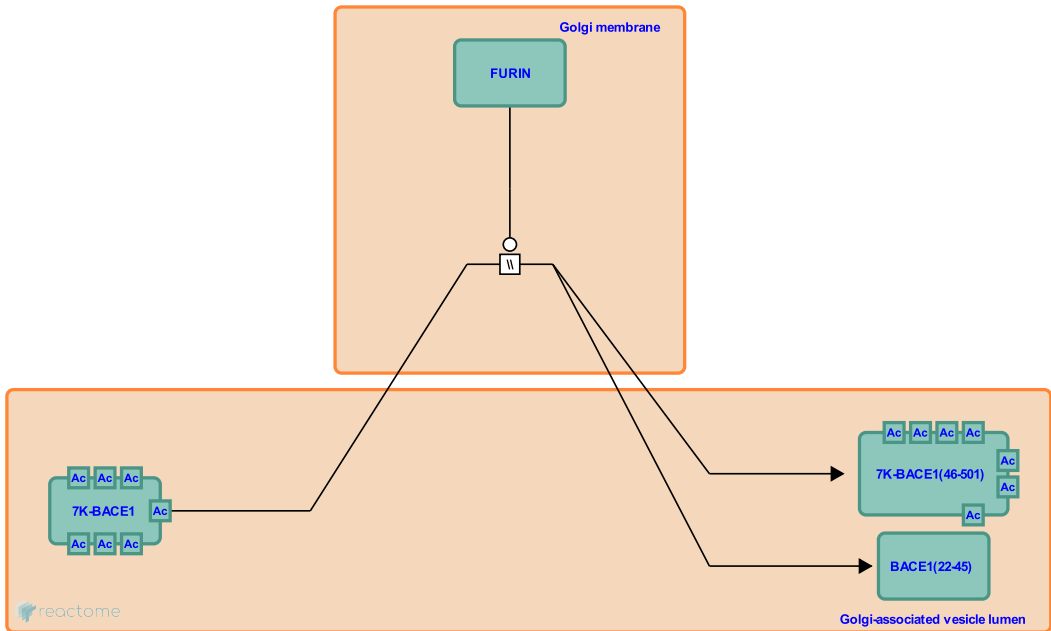 Golgi membrane
FURIN
\\
Ac Ac Ac Ac
7K-BACE1(46-501)
Ac
Ac
Ac
Ac Ac Ac
7K-BACE1
Ac
Ac Ac Ac
BACE1(22-45)
reactome
Golgi-associated vesicle lumen